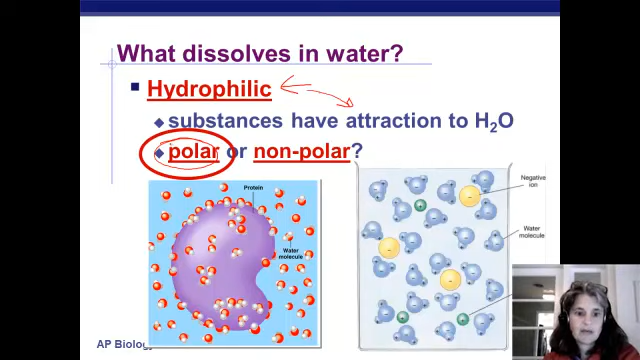 What dissolves in water?
Hydrophilic
substances have attraction to H₂O
polar or non-polar?
Protein
Water
molecule
Negative
ion
Water
molecule
AP Biology